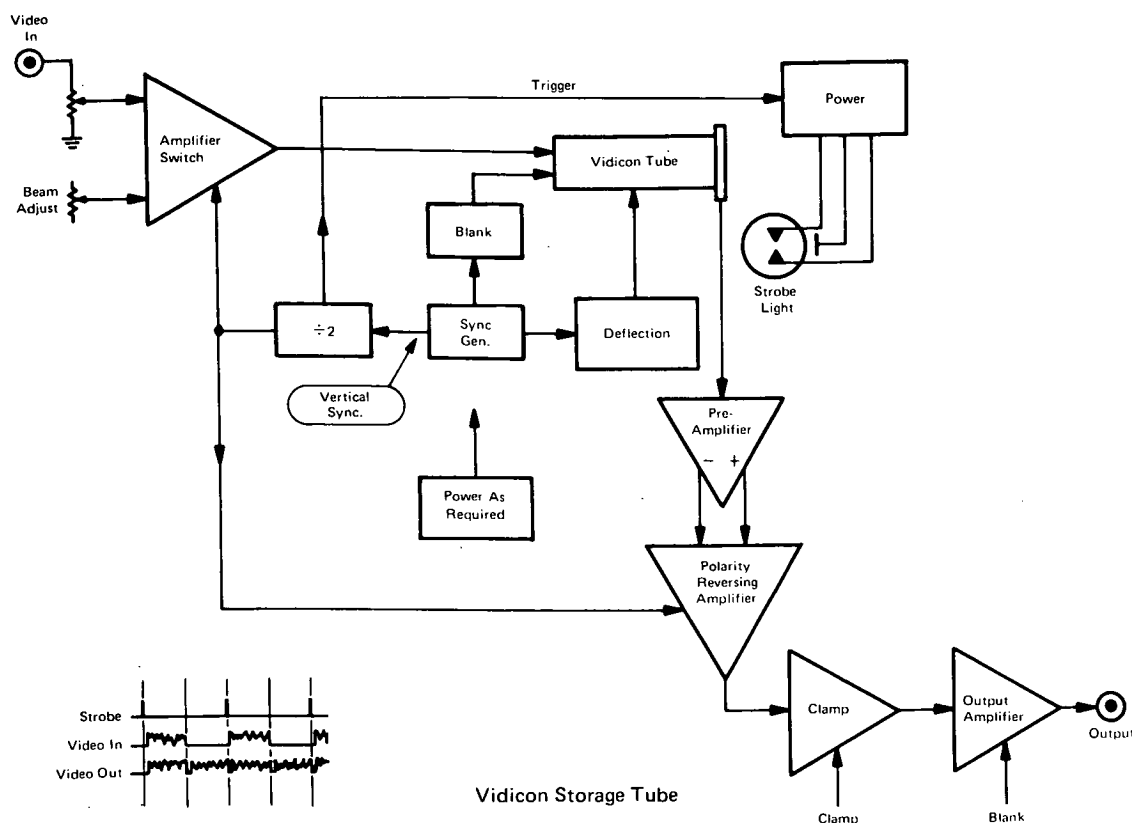 Video
In
Trigger
Power
Amplifier
Switch
Vidicon Tube
Beam
Adjust
Blank
Strobe
Light
÷2
Sync
Gen.
Deflection
Vertical
Sync.
Pre-
Amplifier
− +
Power As
Required
Polarity
Reversing
Amplifier
Clamp
Output
Amplifier
Output
Strobe
Video In
Video Out
Vidicon Storage Tube
Clamp
Blank